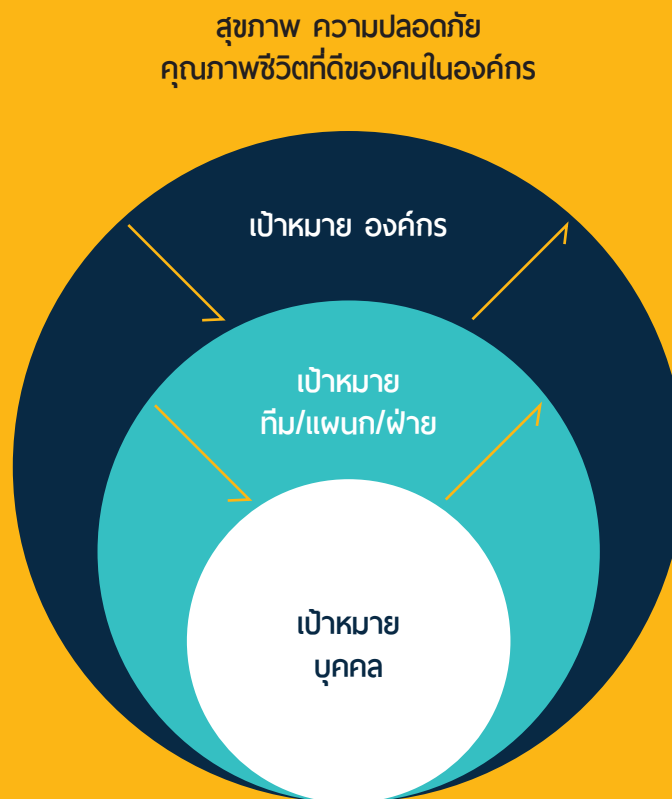 สุขภาพ ความปลอดภัย
คุณภาพชีวิตที่ดีของคนในองค์กร
เป้าหมาย องค์กร
เป้าหมาย
ทีม/แผนก/ฝ่าย
เป้าหมาย
บุคคล